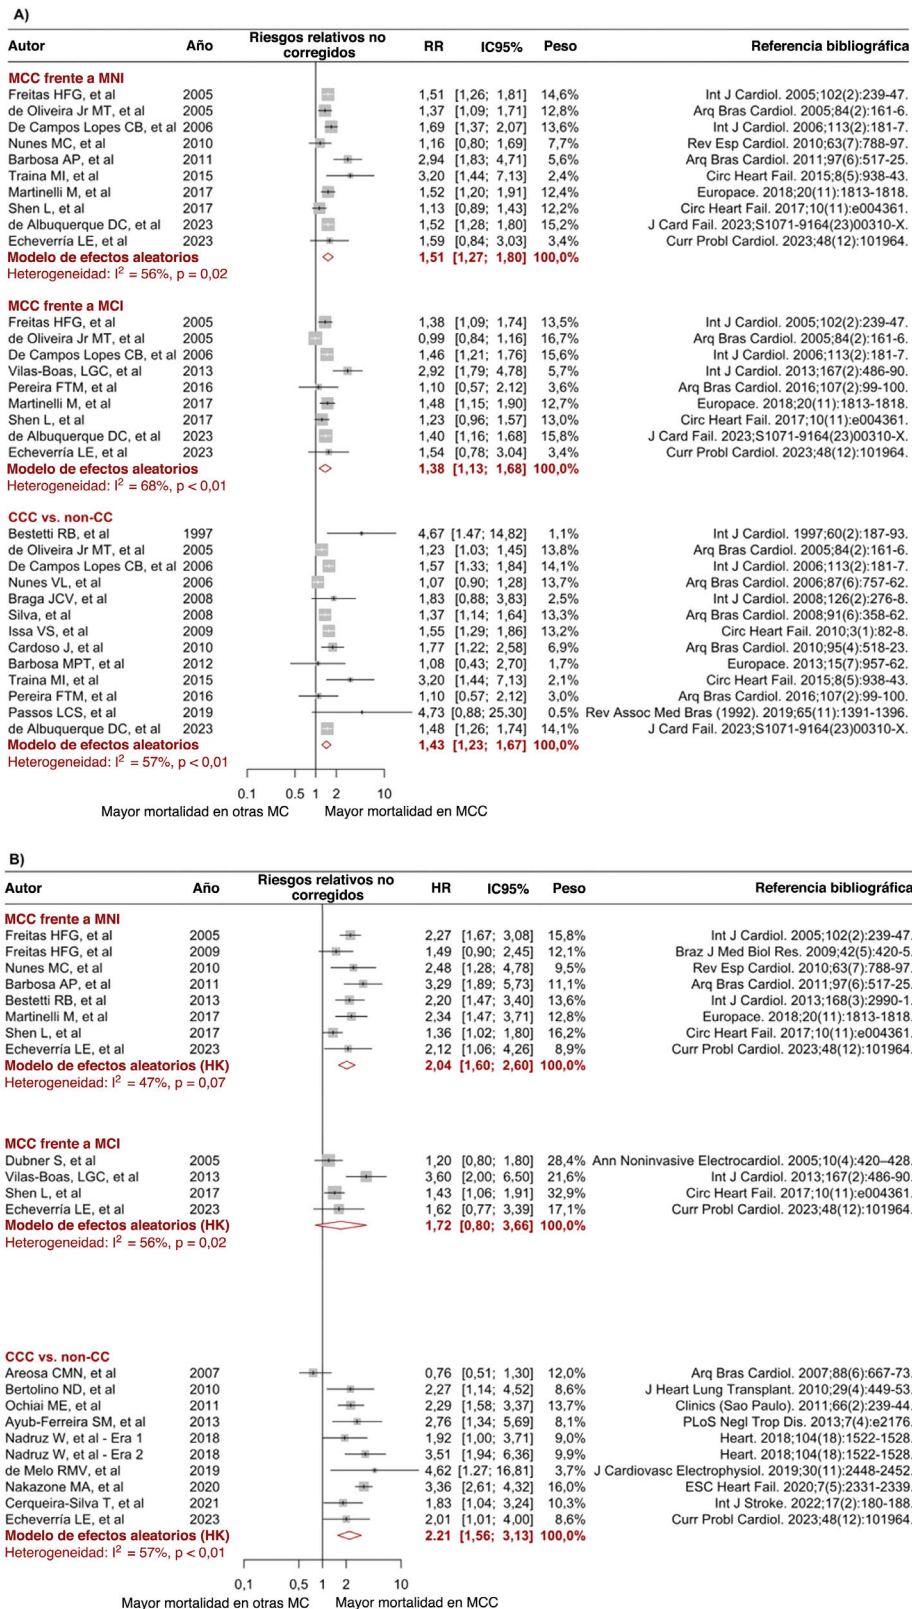 A)
Autor Año Riesgos relativos no corregidos RR IC95% Peso Referencia bibliográfica
MCC frente a MNI
Freitas HFG, et al 2005 1,51 [1,26; 1,81] 14,6% Int J Cardiol. 2005;102(2):239-47.
de Oliveira Jr MT, et al 2005 1,37 [1,09; 1,71] 12,8% Arq Bras Cardiol. 2005;84(2):161-6.
De Campos Lopes CB, et al 2006 1,69 [1,37; 2,07] 13,6% Int J Cardiol. 2006;113(2):181-7.
Nunes MC, et al 2010 1,16 [0,80; 1,69] 7,7% Rev Esp Cardiol. 2010;63(7):788-97.
Barbosa AP, et al 2011 2,94 [1,83; 4,71] 5,6% Arq Bras Cardiol. 2011;97(6):517-25.
Traina MI, et al 2015 3,20 [1,44; 7,13] 2,4% Circ Heart Fail. 2015;8(5):938-43.
Martinelli M, et al 2017 1,52 [1,20; 1,91] 12,4% Europace. 2018;20(11):1813-1818.
Shen L, et al 2017 1,13 [0,89; 1,43] 12,2% Circ Heart Fail. 2017;10(11):e004361.
de Albuquerque DC, et al 2023 1,52 [1,28; 1,80] 15,2% J Card Fail. 2023;S1071-9164(23)00310-X.
Echeverría LE, et al 2023 1,59 [0,84; 3,03] 3,4% Curr Probl Cardiol. 2023;48(12):101964.
Modelo de efectos aleatorios 1,51 [1,27; 1,80] 100,0%
Heterogeneidad: I² = 56%, p = 0,02
MCC frente a MCI
Freitas HFG, et al 2005 1,38 [1,09; 1,74] 13,5% Int J Cardiol. 2005;102(2):239-47.
de Oliveira Jr MT, et al 2005 0,99 [0,84; 1,16] 16,7% Arq Bras Cardiol. 2005;84(2):161-6.
De Campos Lopes CB, et al 2006 1,46 [1,21; 1,76] 15,6% Int J Cardiol. 2006;113(2):181-7.
Vilas-Boas, LGC, et al 2013 2,92 [1,79; 4,78] 5,7% Int J Cardiol. 2013;167(2):486-90.
Pereira FTM, et al 2016 1,10 [0,57; 2,12] 3,6% Arq Bras Cardiol. 2016;107(2):99-100.
Martinelli M, et al 2017 1,48 [1,15; 1,90] 12,7% Europace. 2018;20(11):1813-1818.
Shen L, et al 2017 1,23 [0,96; 1,57] 13,0% Circ Heart Fail. 2017;10(11):e004361.
de Albuquerque DC, et al 2023 1,40 [1,16; 1,68] 15,8% J Card Fail. 2023;S1071-9164(23)00310-X.
Echeverría LE, et al 2023 1,54 [0,78; 3,04] 3,4% Curr Probl Cardiol. 2023;48(12):101964.
Modelo de efectos aleatorios 1,38 [1,13; 1,68] 100,0%
Heterogeneidad: I² = 68%, p < 0,01
CCC vs. non-CC
Bestetti RB, et al 1997 4,67 [1.47; 14,82] 1,1% Int J Cardiol. 1997;60(2):187-93.
de Oliveira Jr MT, et al 2005 1,23 [1,03; 1,45] 13,8% Arq Bras Cardiol. 2005;84(2):161-6.
De Campos Lopes CB, et al 2006 1,57 [1,33; 1,84] 14,1% Int J Cardiol. 2006;113(2):181-7.
Nunes VL, et al 2006 1,07 [0,90; 1,28] 13,7% Arq Bras Cardiol. 2006;87(6):757-62.
Braga JCV, et al 2008 1,83 [0,88; 3,83] 2,5% Int J Cardiol. 2008;126(2):276-8.
Silva, et al 2008 1,37 [1,14; 1,64] 13,3% Arq Bras Cardiol. 2008;91(6):358-62.
Issa VS, et al 2009 1,55 [1,29; 1,86] 13,2% Circ Heart Fail. 2010;3(1):82-8.
Cardoso J, et al 2010 1,77 [1,22; 2,58] 6,9% Arq Bras Cardiol. 2010;95(4):518-23.
Barbosa MPT, et al 2012 1,08 [0,43; 2,70] 1,7% Europace. 2013;15(7):957-62.
Traina MI, et al 2015 3,20 [1,44; 7,13] 2,1% Circ Heart Fail. 2015;8(5):938-43.
Pereira FTM, et al 2016 1,10 [0,57; 2,12] 3,0% Arq Bras Cardiol. 2016;107(2):99-100.
Passos LCS, et al 2019 4,73 [0,88; 25,30] 0,5% Rev Assoc Med Bras (1992). 2019;65(11):1391-1396.
de Albuquerque DC, et al 2023 1,48 [1,26; 1,74] 14,1% J Card Fail. 2023;S1071-9164(23)00310-X.
Modelo de efectos aleatorios 1,43 [1,23; 1,67] 100,0%
Heterogeneidad: I² = 57%, p < 0,01
0.1 0.5 1 2 10
Mayor mortalidad en otras MC Mayor mortalidad en MCC
B)
Autor Año Riesgos relativos no corregidos HR IC95% Peso Referencia bibliográfica
MCC frente a MNI
Freitas HFG, et al 2005 2,27 [1,67; 3,08] 15,8% Int J Cardiol. 2005;102(2):239-47.
Freitas HFG, et al 2009 1,49 [0,90; 2,45] 12,1% Braz J Med Biol Res. 2009;42(5):420-5.
Nunes MC, et al 2010 2,48 [1,28; 4,78] 9,5% Rev Esp Cardiol. 2010;63(7):788-97.
Barbosa AP, et al 2011 3,29 [1,89; 5,73] 11,1% Arq Bras Cardiol. 2011;97(6):517-25.
Bestetti RB, et al 2013 2,20 [1,47; 3,40] 13,6% Int J Cardiol. 2013;168(3):2990-1.
Martinelli M, et al 2017 2,34 [1,47; 3,71] 12,8% Europace. 2018;20(11):1813-1818.
Shen L, et al 2017 1,36 [1,02; 1,80] 16,2% Circ Heart Fail. 2017;10(11):e004361.
Echeverría LE, et al 2023 2,12 [1,06; 4,26] 8,9% Curr Probl Cardiol. 2023;48(12):101964.
Modelo de efectos aleatorios (HK) 2,04 [1,60; 2,60] 100,0%
Heterogeneidad: I² = 47%, p = 0,07
MCC frente a MCI
Dubner S, et al 2005 1,20 [0,80; 1,80] 28,4% Ann Noninvasive Electrocardiol. 2005;10(4):420–428.
Vilas-Boas, LGC, et al 2013 3,60 [2,00; 6,50] 21,6% Int J Cardiol. 2013;167(2):486-90.
Shen L, et al 2017 1,43 [1,06; 1,91] 32,9% Circ Heart Fail. 2017;10(11):e004361.
Echeverría LE, et al 2023 1,62 [0,77; 3,39] 17,1% Curr Probl Cardiol. 2023;48(12):101964.
Modelo de efectos aleatorios (HK) 1,72 [0,80; 3,66] 100,0%
Heterogeneidad: I² = 56%, p = 0,02
CCC vs. non-CC
Areosa CMN, et al 2007 0,76 [0,51; 1,30] 12,0% Arq Bras Cardiol. 2007;88(6):667-73.
Bertolino ND, et al 2010 2,27 [1,14; 4,52] 8,6% J Heart Lung Transplant. 2010;29(4):449-53.
Ochiai ME, et al 2011 2,29 [1,58; 3,37] 13,7% Clinics (Sao Paulo). 2011;66(2):239-44.
Ayub-Ferreira SM, et al 2013 2,76 [1,34; 5,69] 8,1% PLoS Negl Trop Dis. 2013;7(4):e2176.
Nadruz W, et al - Era 1 2018 1,92 [1,00; 3,71] 9,0% Heart. 2018;104(18):1522-1528.
Nadruz W, et al - Era 2 2018 3,51 [1,94; 6,36] 9,9% Heart. 2018;104(18):1522-1528.
de Melo RMV, et al 2019 4,62 [1.27; 16,81] 3,7% J Cardiovasc Electrophysiol. 2019;30(11):2448-2452.
Nakazone MA, et al 2020 3,36 [2,61; 4,32] 16,0% ESC Heart Fail. 2020;7(5):2331-2339.
Cerqueira-Silva T, et al 2021 1,83 [1,04; 3,24] 10,3% Int J Stroke. 2022;17(2):180-188.
Echeverría LE, et al 2023 2,01 [1,01; 4,00] 8,6% Curr Probl Cardiol. 2023;48(12):101964.
Modelo de efectos aleatorios (HK) 2.21 [1,56; 3,13] 100,0%
Heterogeneidad: I² = 57%, p < 0,01
0,1 0,5 1 2 10
Mayor mortalidad en otras MC Mayor mortalidad en MCC